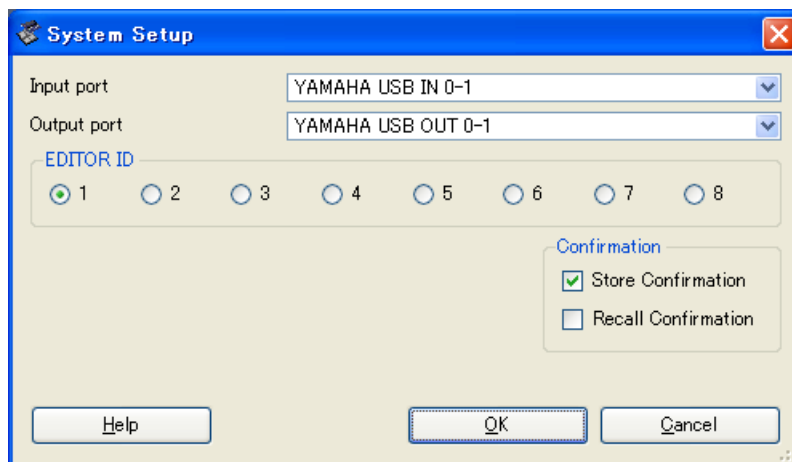 System Setup
Input port YAMAHA USB IN 0-1
Output port YAMAHA USB OUT 0-1
EDITOR ID
1 2 3 4 5 6 7 8
Confirmation
Store Confirmation
Recall Confirmation
Help OK Cancel